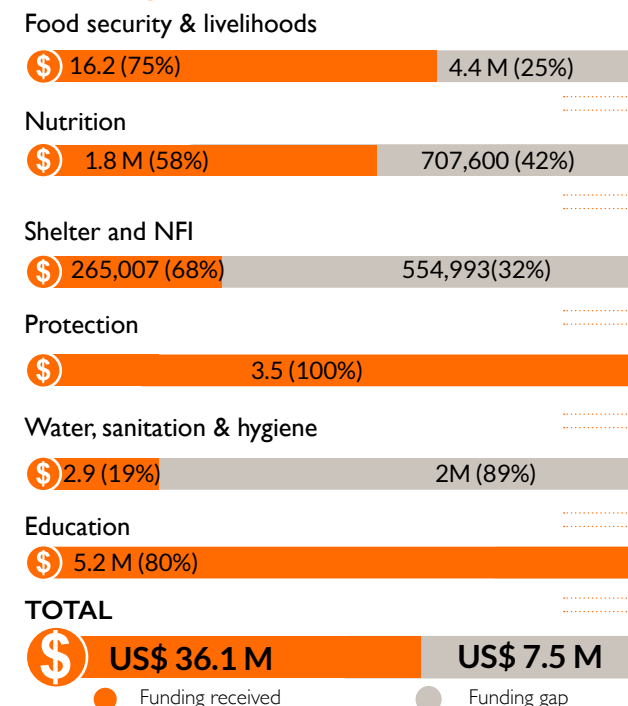 Food security & livelihoods
$ 16.2 (75%) 4.4 M (25%)
Nutrition
$ 1.8 M (58%) 707,600 (42%)
Shelter and NFI
$ 265,007 (68%) 554,993(32%)
Protection
$ 3.5 (100%)
Water, sanitation & hygiene
$ 2.9 (19%) 2M (89%)
Education
$ 5.2 M (80%)
TOTAL
$ US$ 36.1 M US$ 7.5 M
Funding received Funding gap